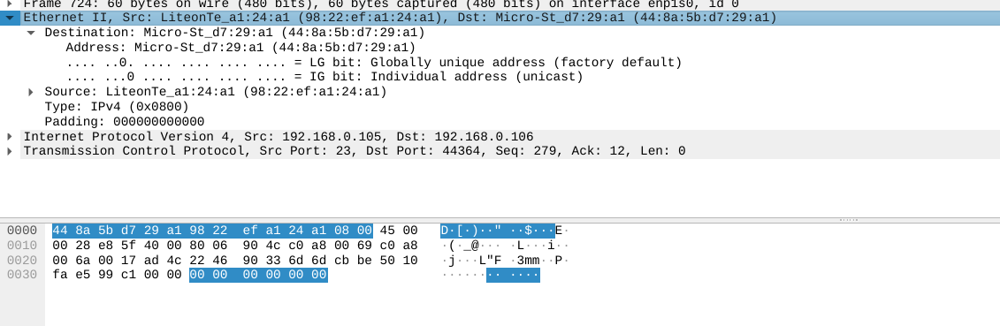 Frame 724: 60 bytes on wire (480 bits), 60 bytes captured (480 bits) on interface enp1s0, id 0
Ethernet II, Src: LiteonTe_a1:24:a1 (98:22:ef:a1:24:a1), Dst: Micro-St_d7:29:a1 (44:8a:5b:d7:29:a1)
Destination: Micro-St_d7:29:a1 (44:8a:5b:d7:29:a1)
Address: Micro-St_d7:29:a1 (44:8a:5b:d7:29:a1)
.... ..0. .... .... .... .... = LG bit: Globally unique address (factory default)
.... ...0 .... .... .... .... = IG bit: Individual address (unicast)
Source: LiteonTe_a1:24:a1 (98:22:ef:a1:24:a1)
Type: IPv4 (0x0800)
Padding: 000000000000
Internet Protocol Version 4, Src: 192.168.0.105, Dst: 192.168.0.106
Transmission Control Protocol, Src Port: 23, Dst Port: 44364, Seq: 279, Ack: 12, Len: 0
0000 44 8a 5b d7 29 a1 98 22 ef a1 24 a1 08 00 45 00 D·[·)··" ··$···E·
0010 00 28 e8 5f 40 00 80 06 90 4c c0 a8 00 69 c0 a8 ·(·_@··· ·L···i··
0020 00 6a 00 17 ad 4c 22 46 90 33 6d 6d cb be 50 10 ·j···L"F ·3mm··P·
0030 fa e5 99 c1 00 00 00 00 00 00 00 00 ········ ····